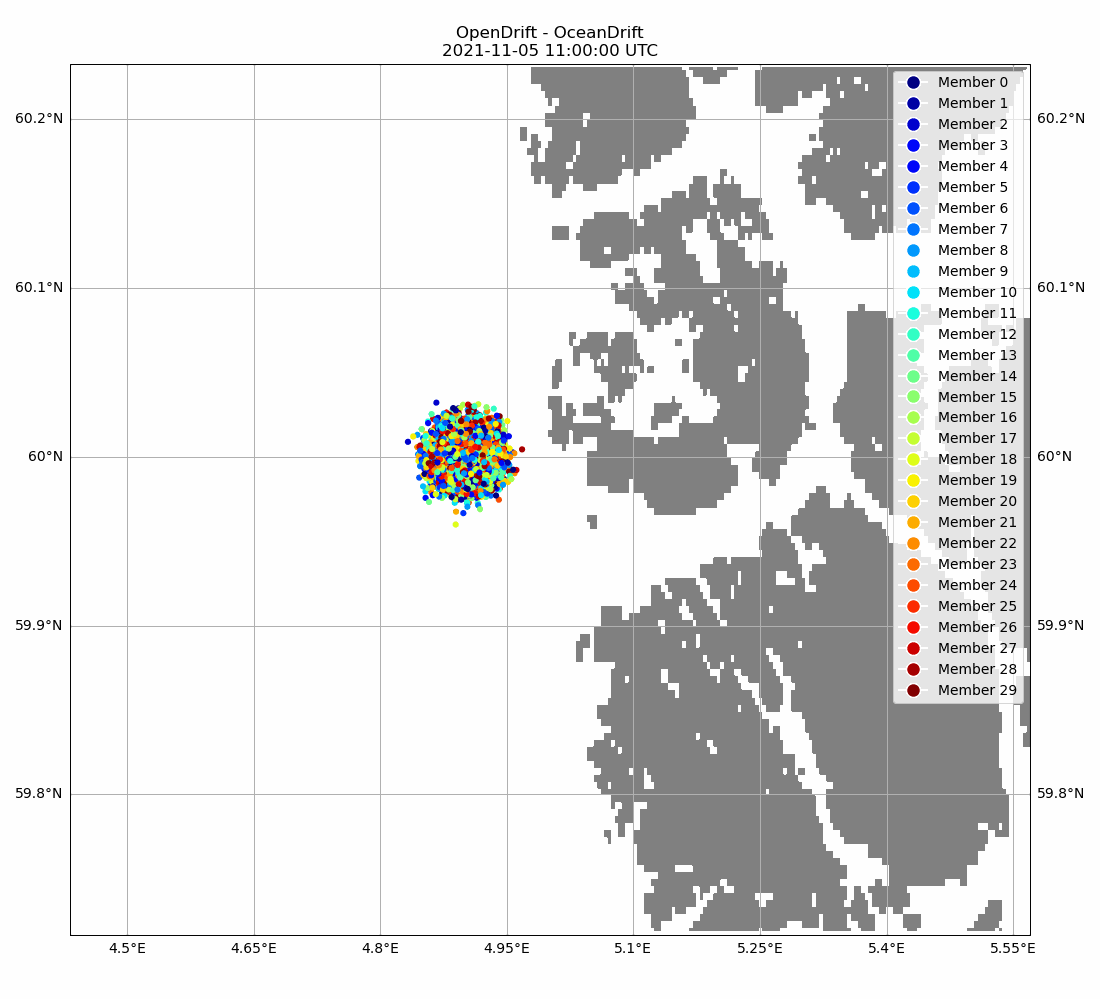 OpenDrift - OceanDrift
2021-11-05 11:00:00 UTC
Member 0
Member 1
Member 2
Member 3
Member 4
Member 5
Member 6
Member 7
Member 8
Member 9
Member 10
Member 11
Member 12
Member 13
Member 14
Member 15
Member 16
Member 17
Member 18
Member 19
Member 20
Member 21
Member 22
Member 23
Member 24
Member 25
Member 26
Member 27
Member 28
Member 29
60.2°N 60.2°N
60.1°N 60.1°N
60°N 60°N
59.9°N 59.9°N
59.8°N 59.8°N
4.5°E 4.65°E 4.8°E 4.95°E 5.1°E 5.25°E 5.4°E 5.55°E